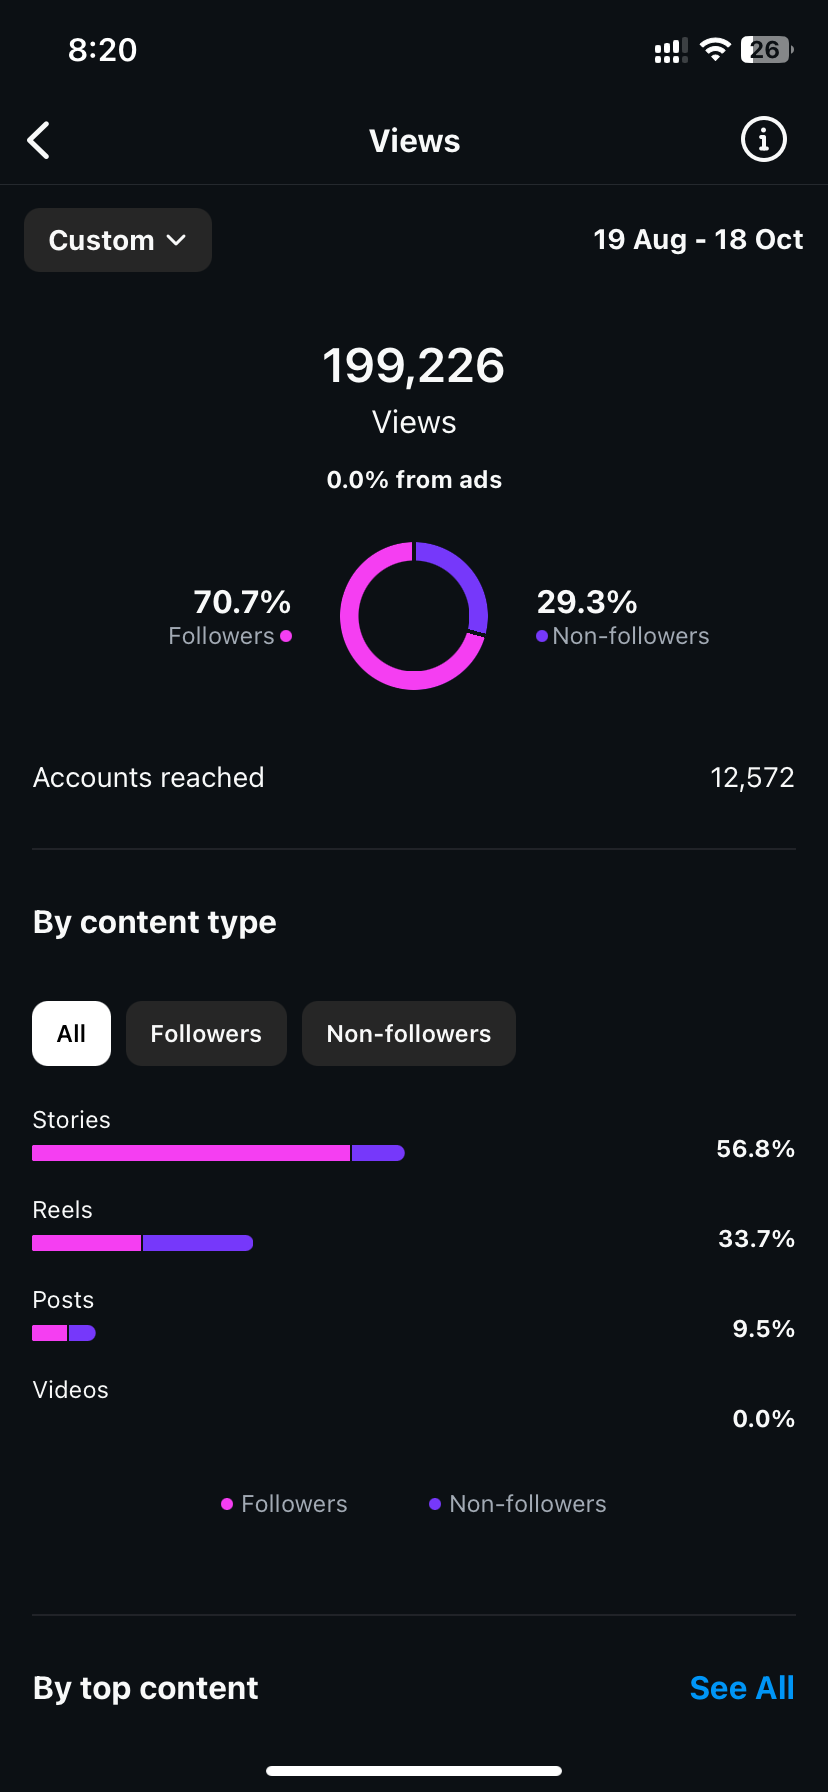 8:20
26
Views
Custom
19 Aug - 18 Oct
199,226
Views
0.0% from ads
70.7%
Followers
29.3%
Non-followers
Accounts reached
12,572
By content type
All
Followers
Non-followers
Stories
56.8%
Reels
33.7%
Posts
9.5%
Videos
0.0%
Followers
Non-followers
By top content
See All